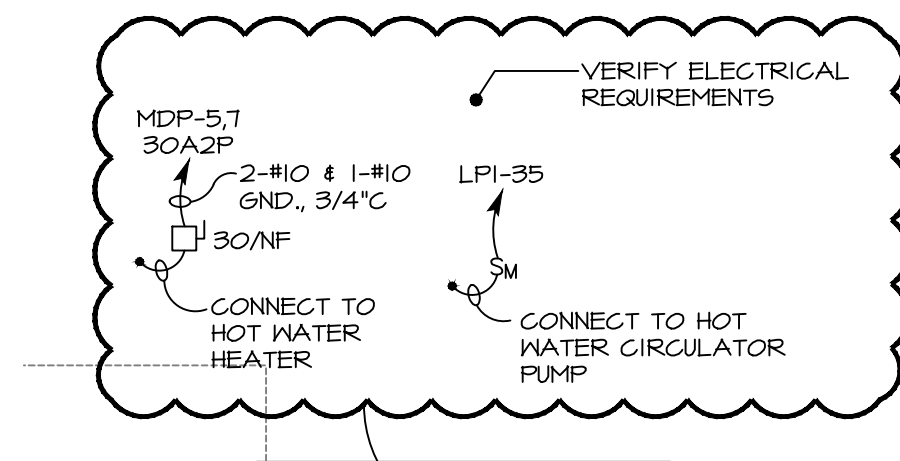 VERIFY ELECTRICAL
REQUIREMENTS
MDP-5,7
30A2P
2-#10 & 1-#10
GND., 3/4"C
30/NF
CONNECT TO
HOT WATER
HEATER
LP1-35
SM
CONNECT TO HOT
WATER CIRCULATOR
PUMP